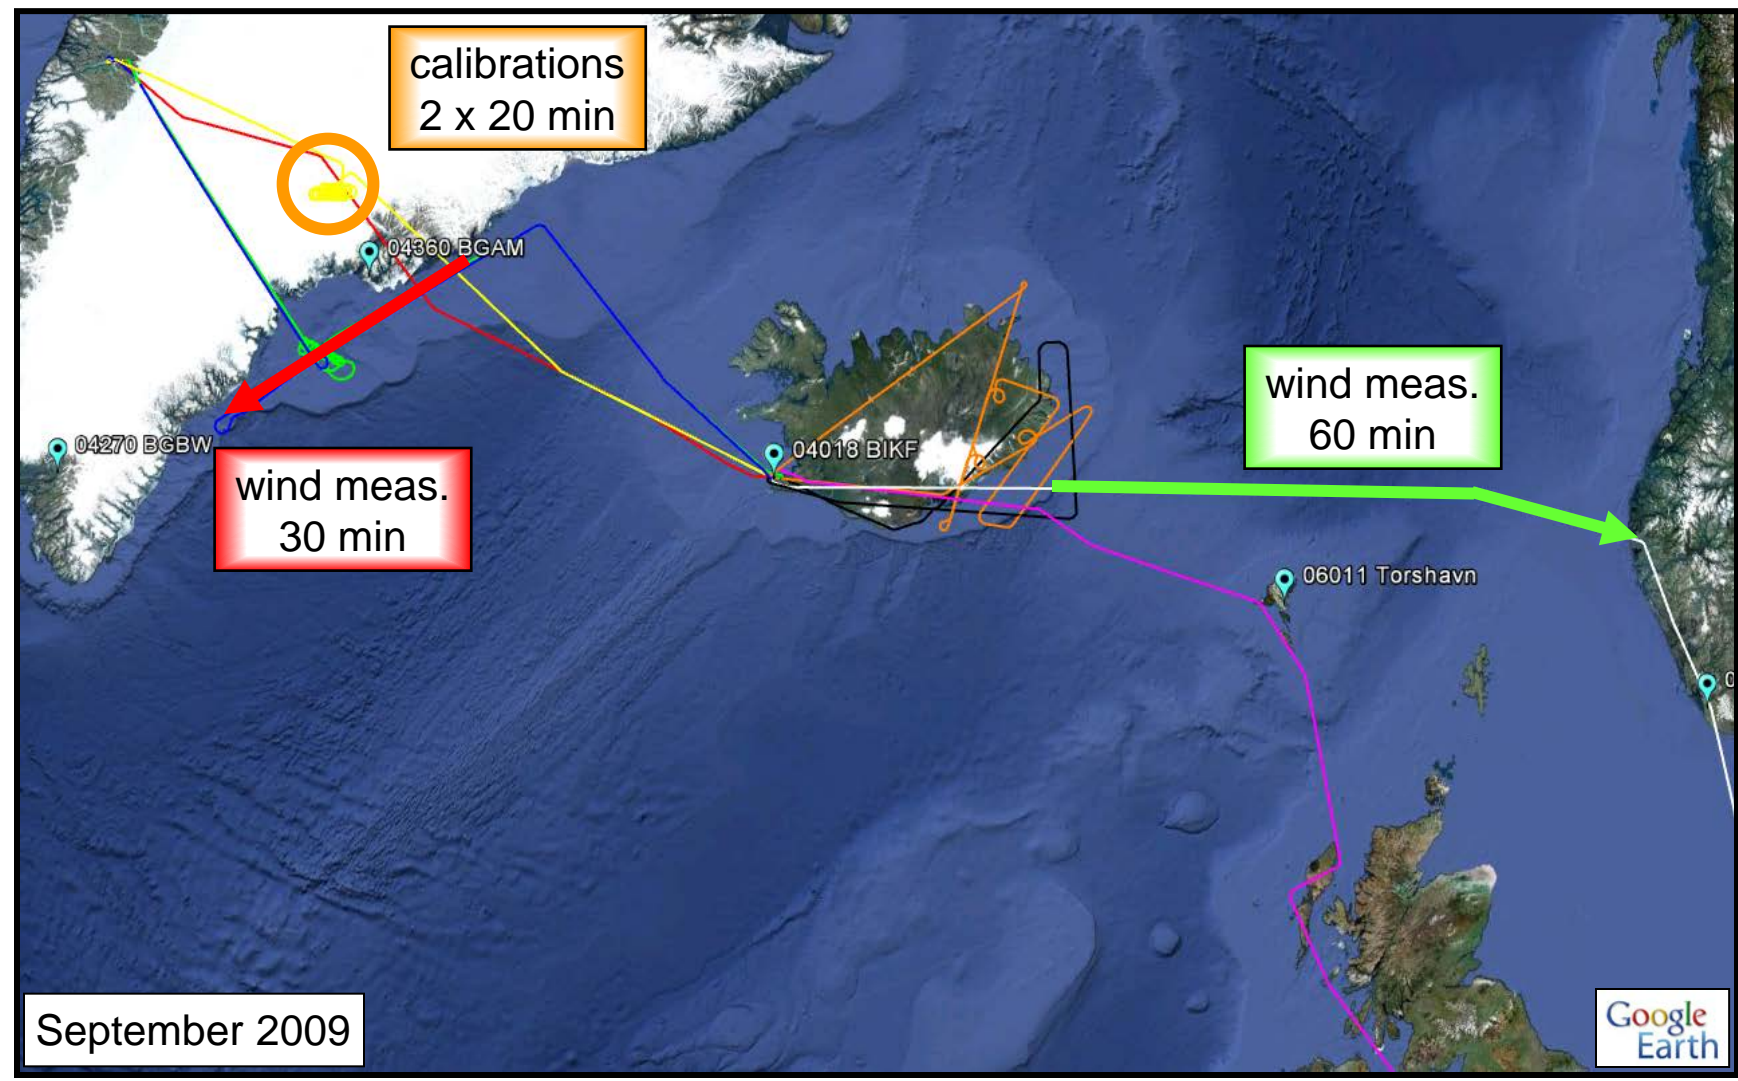 calibrations
2 x 20 min
04360 BGAM
wind meas.
60 min
04270 BGBW
04018 BIKF
wind meas.
30 min
06011 Torshavn
0
September 2009
Google
Earth